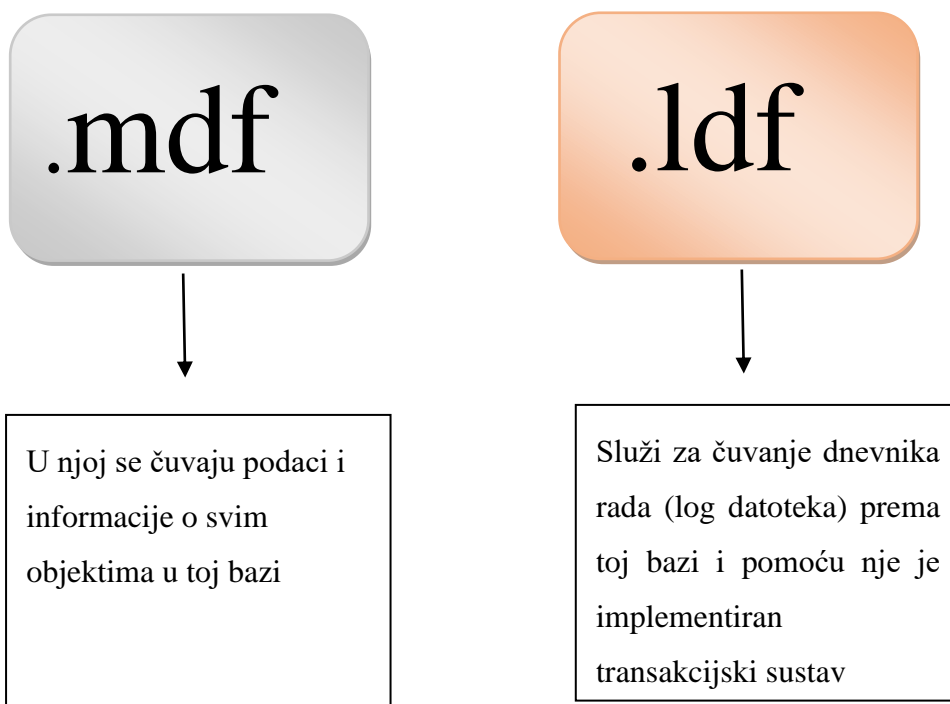 .mdf
.ldf
U njoj se čuvaju podaci i
informacije o svim
objektima u toj bazi
Služi za čuvanje dnevnika
rada (log datoteka) prema
toj bazi i pomoću nje je
implementiran
transakcijski sustav